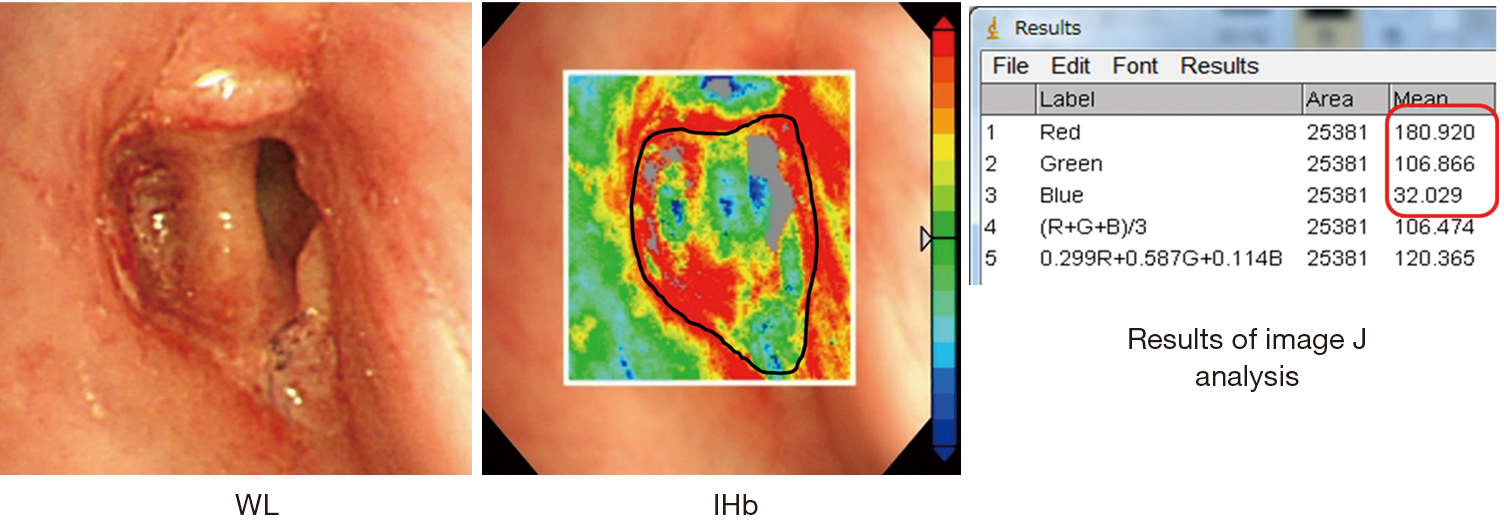 Results
File Edit Font Results
Label Area Mean
1 Red 25381 180.920
2 Green 25381 106.866
3 Blue 25381 32.029
4 (R+G+B)/3 25381 106.474
5 0.299R+0.587G+0.114B 25381 120.365
Results of image J
analysis
WL
IHb